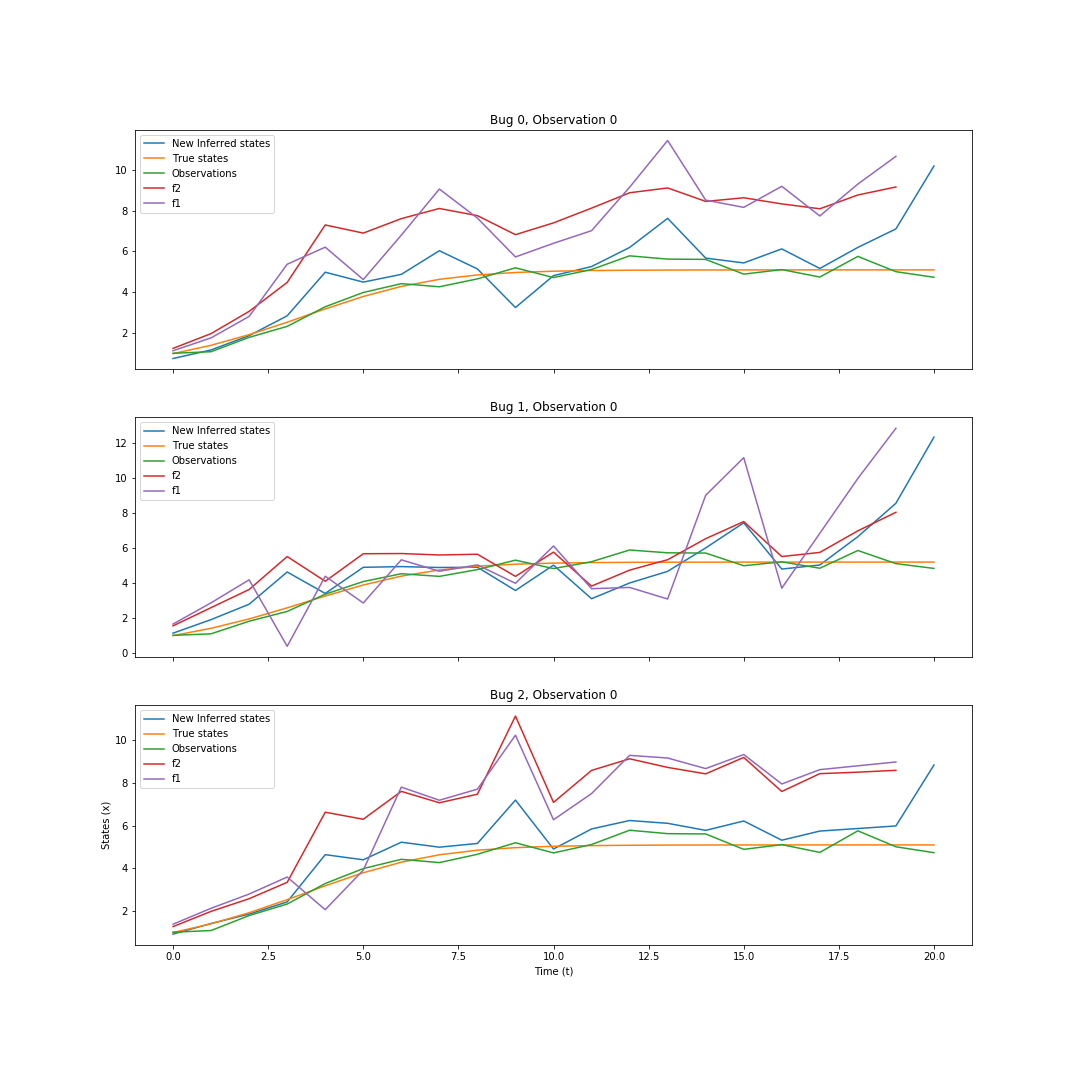 Bug 0, Observation 0
New Inferred states
True states
Observations
f2
f1
10
8
6
4
2
Bug 1, Observation 0
New Inferred states
True states
Observations
f2
f1
12
10
8
6
4
2
0
Bug 2, Observation 0
New Inferred states
True states
Observations
f2
f1
10
8
6
4
2
States (x)
0.0 2.5 5.0 7.5 10.0 12.5 15.0 17.5 20.0
Time (t)